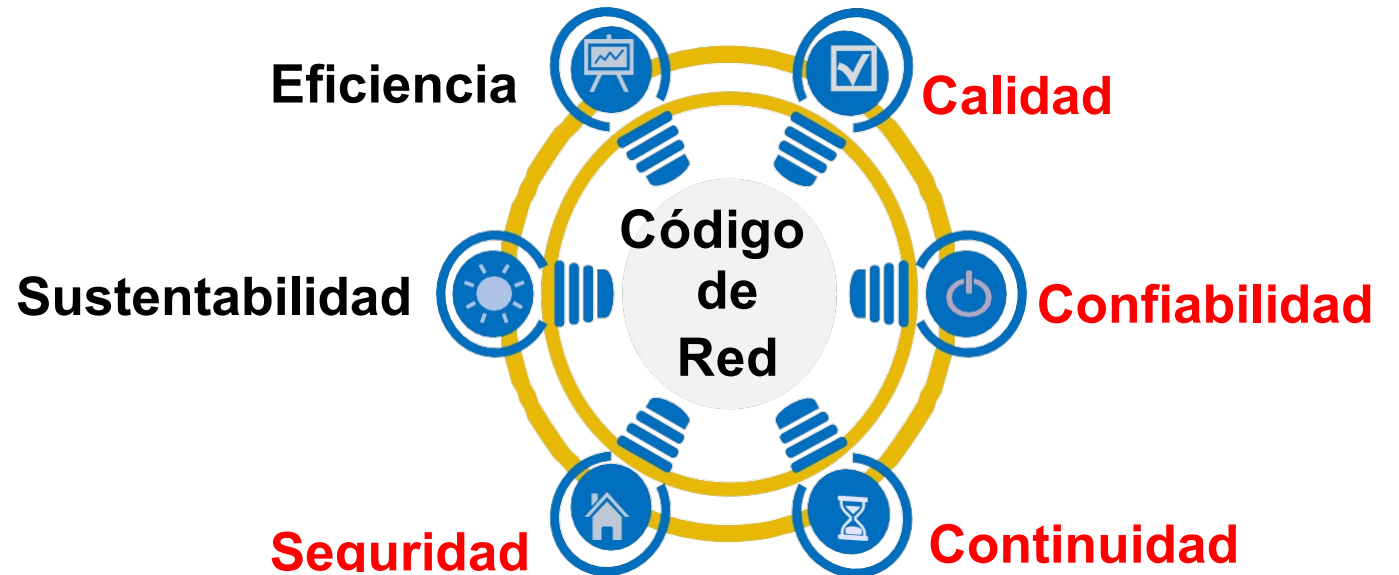 Eficiencia
Calidad
Código
de
Red
Sustentabilidad
Confiabilidad
Seguridad
Continuidad